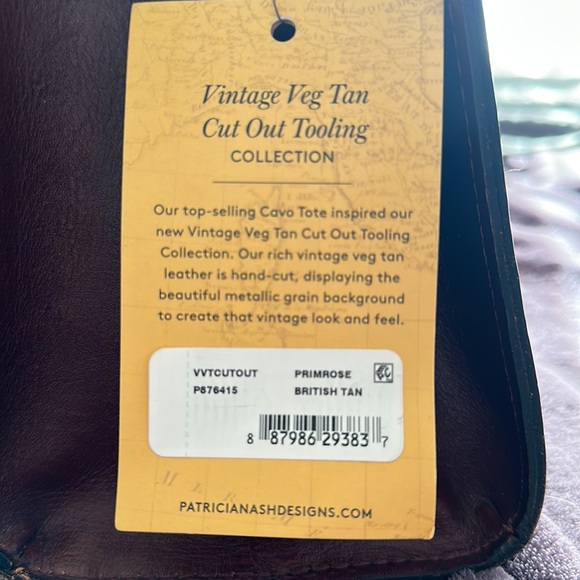 Vintage Veg Tan
Cut Out Tooling
COLLECTION
Our top-selling Cavo Tote inspired our
new Vintage Veg Tan Cut Out Tooling
Collection. Our rich vintage veg tan
leather is hand-cut, displaying the
beautiful metallic grain background
to create that vintage look and feel.
VVTCUTOUT PRIMROSE
P876415 BRITISH TAN
8 87986 29383 7
PATRICIANASHDESIGNS.COM